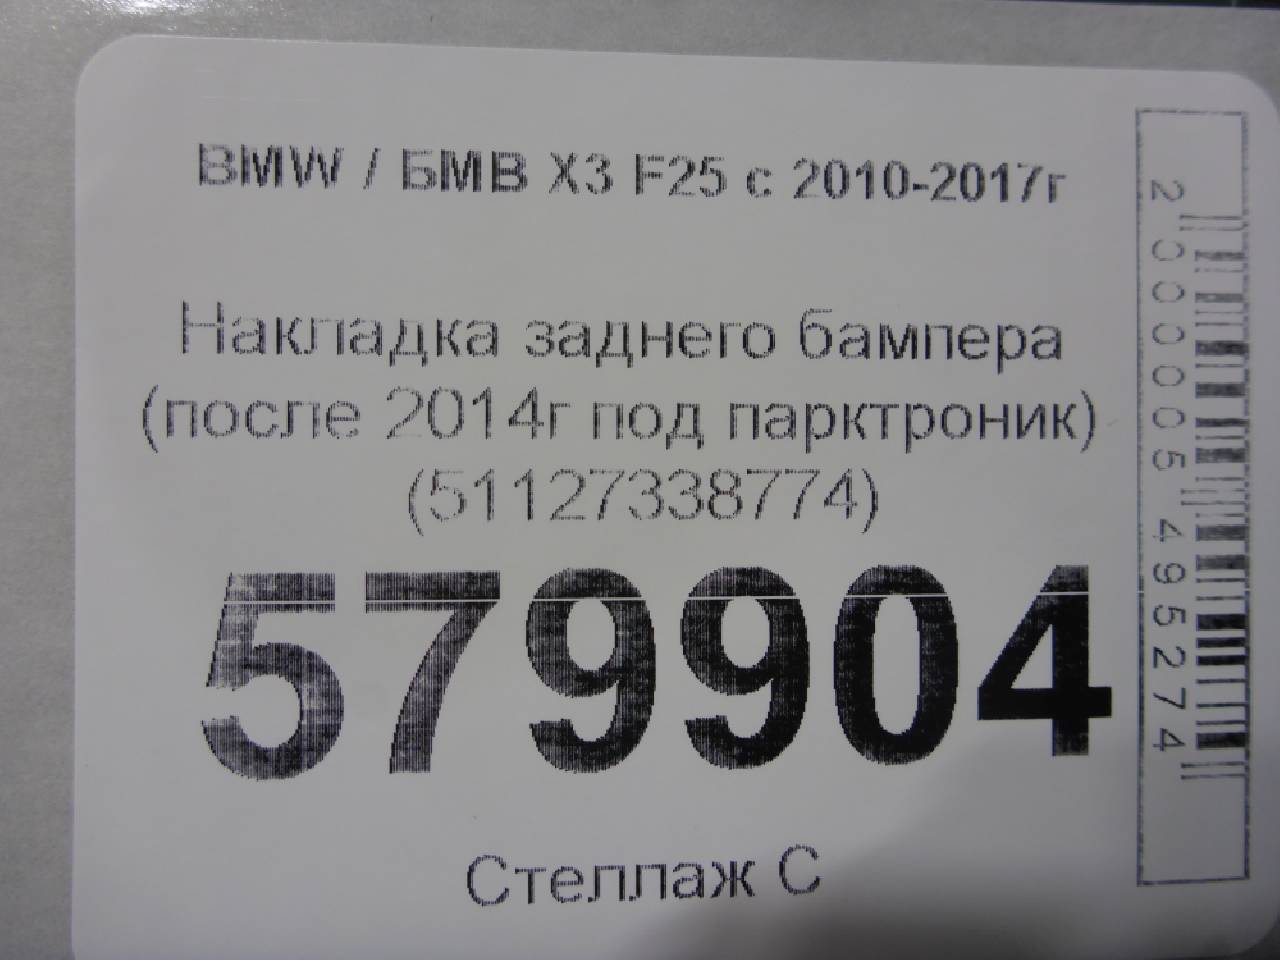 BMW / БМВ X3 F25 с 2010-2017г
Накладка заднего бампера
(после 2014г под парктроник)
(51127338774)
579904
Стеллаж С
2000005495274